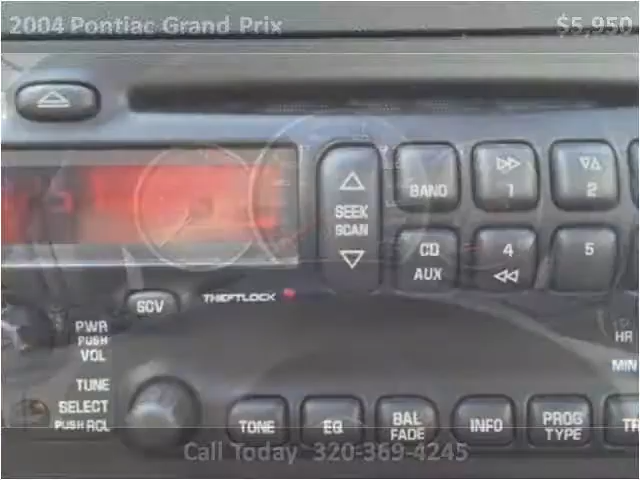 2004 Pontiac Grand Prix $5,950
BAND 1 2
SEEK
SCAN
CD 4 5
AUX
SCV THEFTLOCK
PWR
PUSH
VOL
HR
MIN
TUNE
SELECT
PUSH RCL
TONE EQ BAL INFO PROG
FADE TYPE
Call Today 320-369-4245